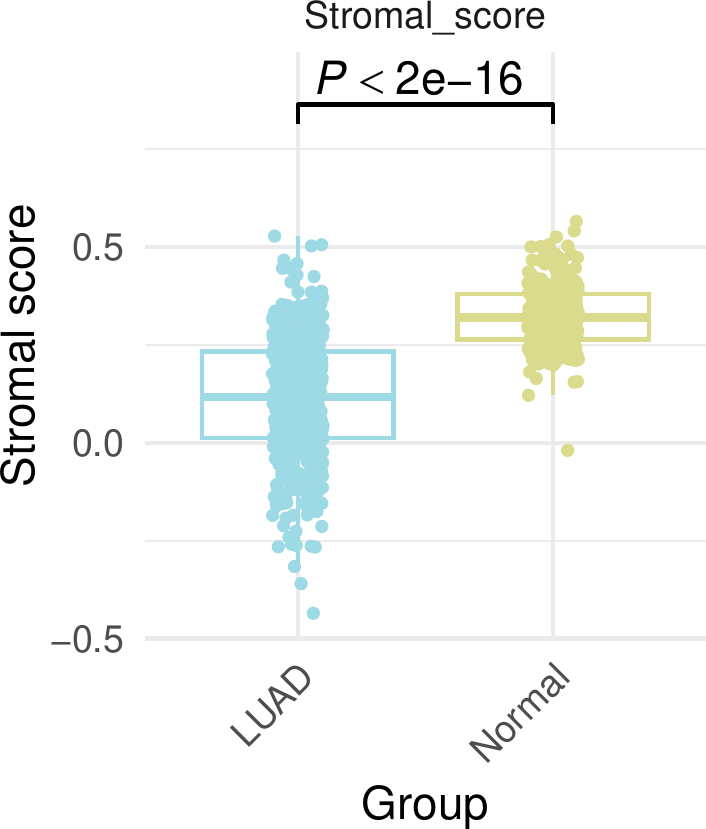 Stromal_score
P < 2e−16
Stromal score
0.5
0.0
−0.5
LUAD
Normal
Group